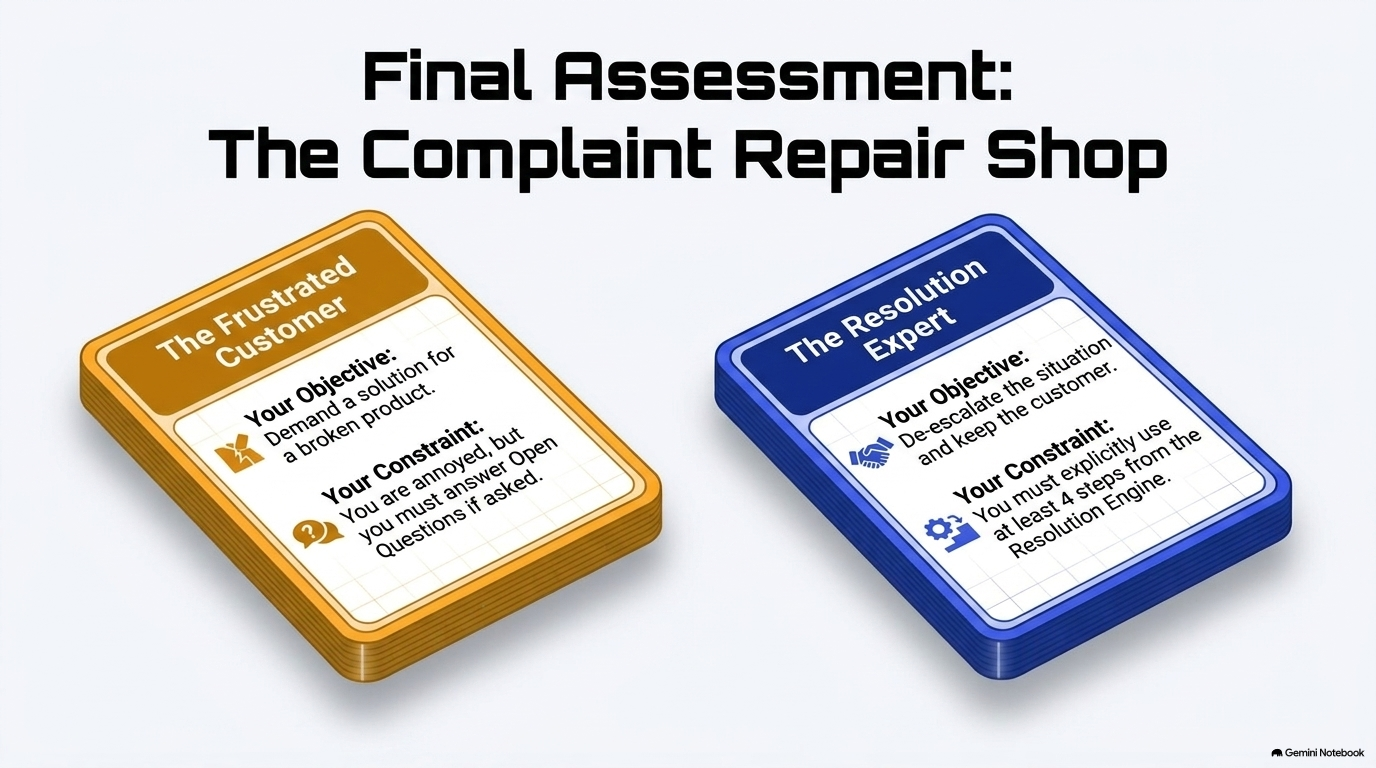 Final Assessment:
The Complaint Repair Shop
The Frustrated
Customer
Your Objective:
Demand a solution for
a broken product.
Your Constraint:
You are annoyed, but
you must answer Open
Questions if asked.
The Resolution
Expert
Your Objective:
De-escalate the situation
and keep the customer.
Your Constraint:
You must explicitly use
at least 4 steps from the
Resolution Engine.
Gemini Notebook